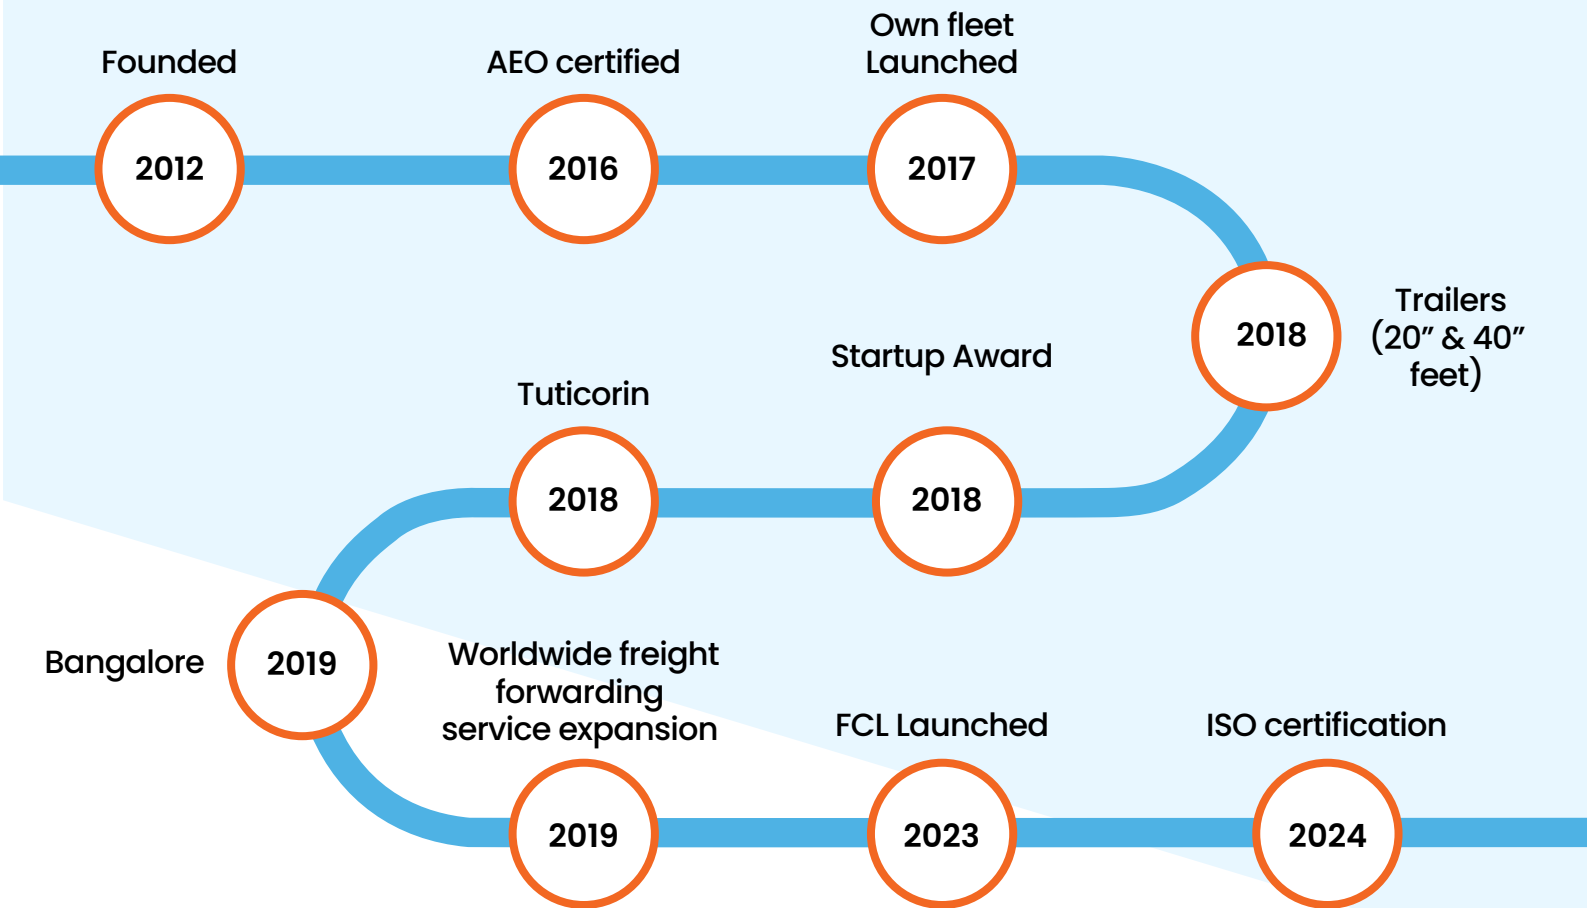 Founded
2012
AEO certified
2016
Own fleet
Launched
2017
Trailers
(20” & 40”
feet)
2018
Startup Award
2018
Tuticorin
2018
Bangalore
2019
Worldwide freight
forwarding
service expansion
2019
FCL Launched
2023
ISO certification
2024